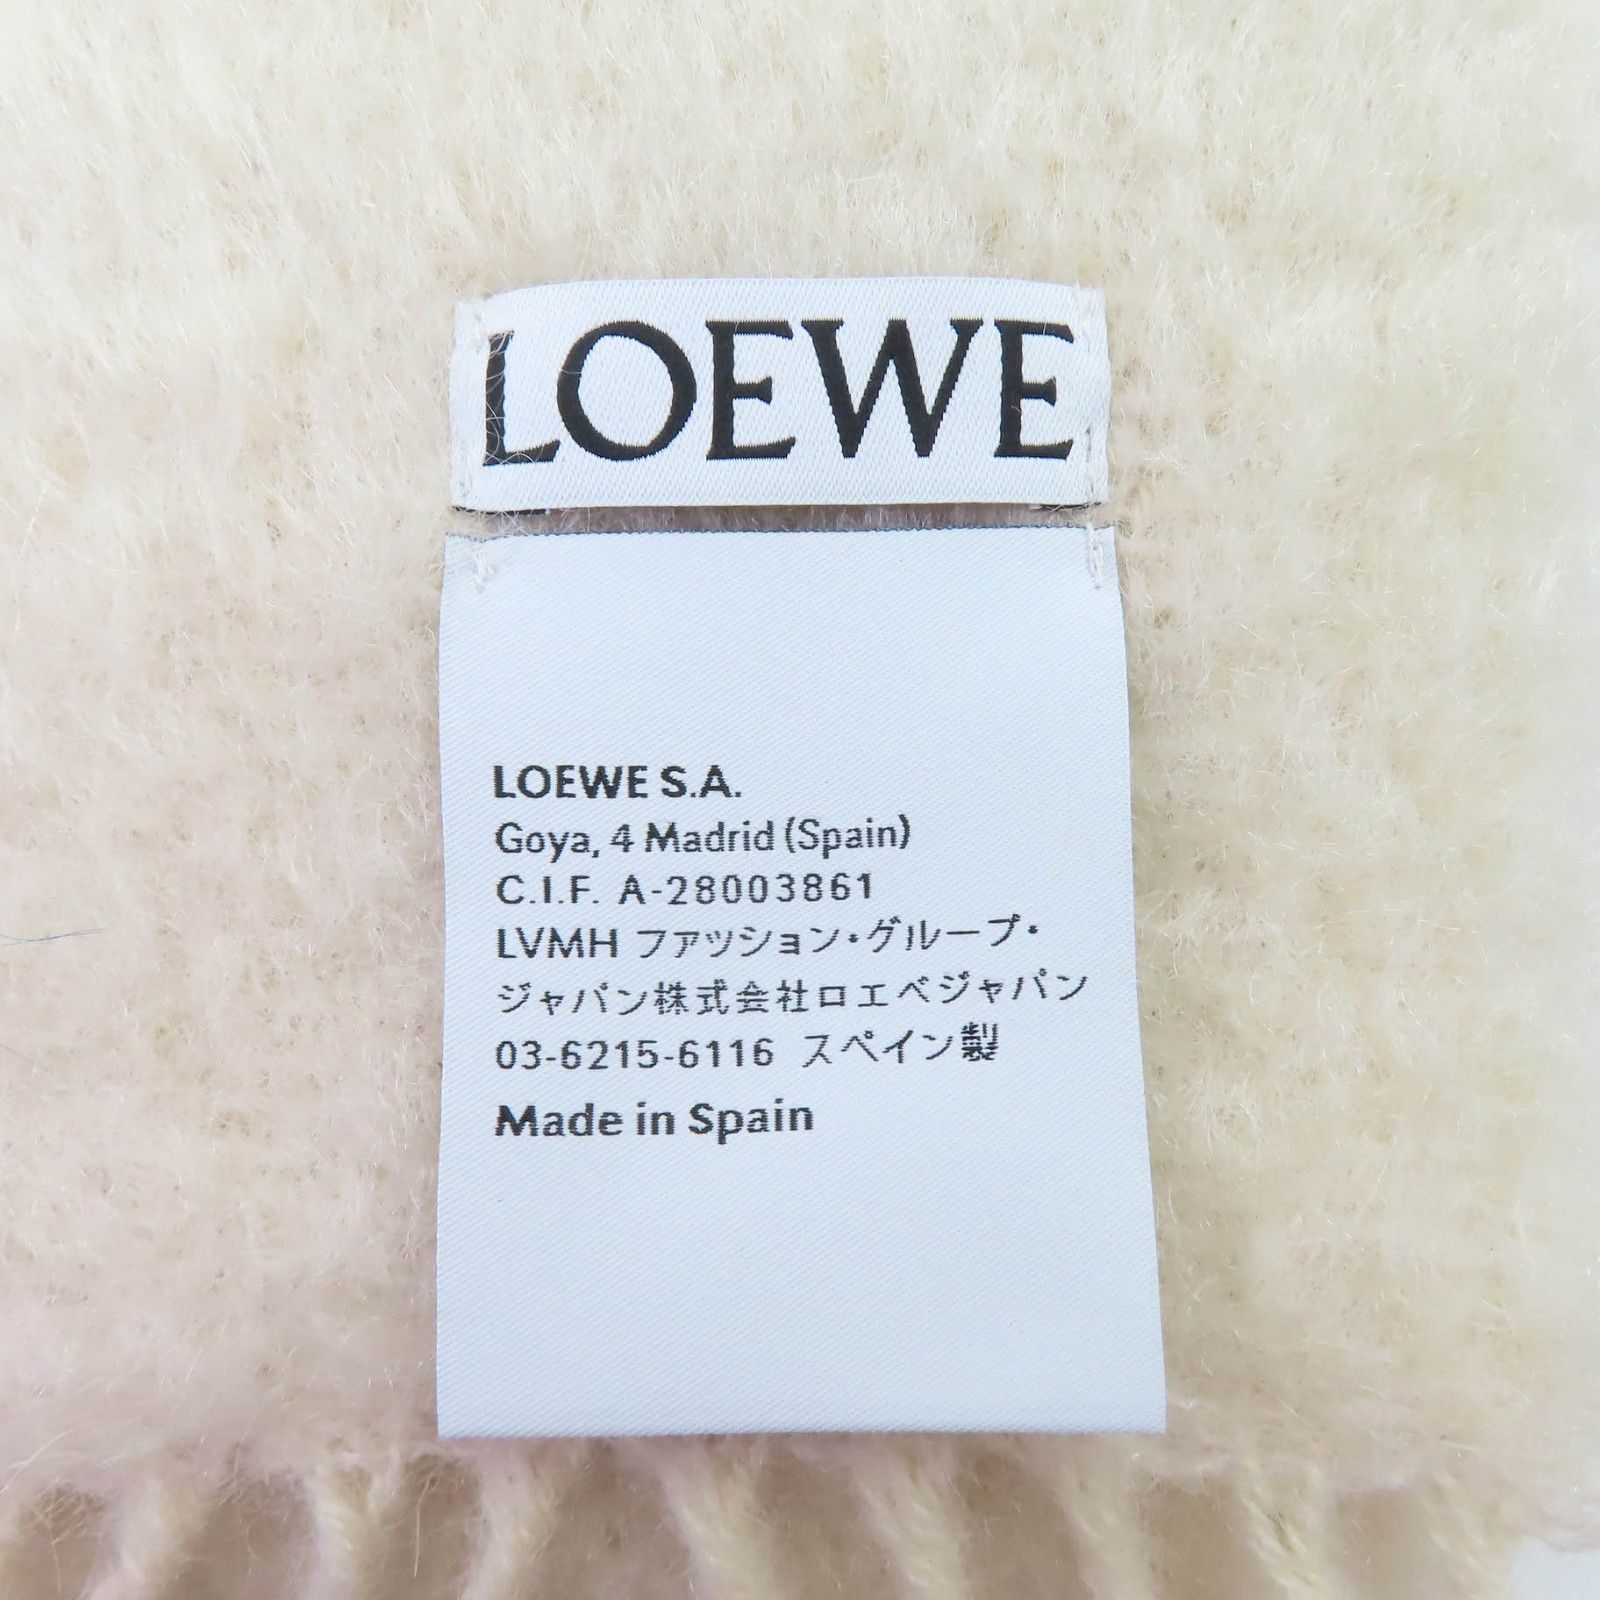 LOEWE
LOEWE S.A.
Goya, 4 Madrid (Spain)
C.I.F. A-28003861
LVMH ファッション・グループ・
ジャパン株式会社ロエベジャパン
03-6215-6116 スペイン製
Made in Spain